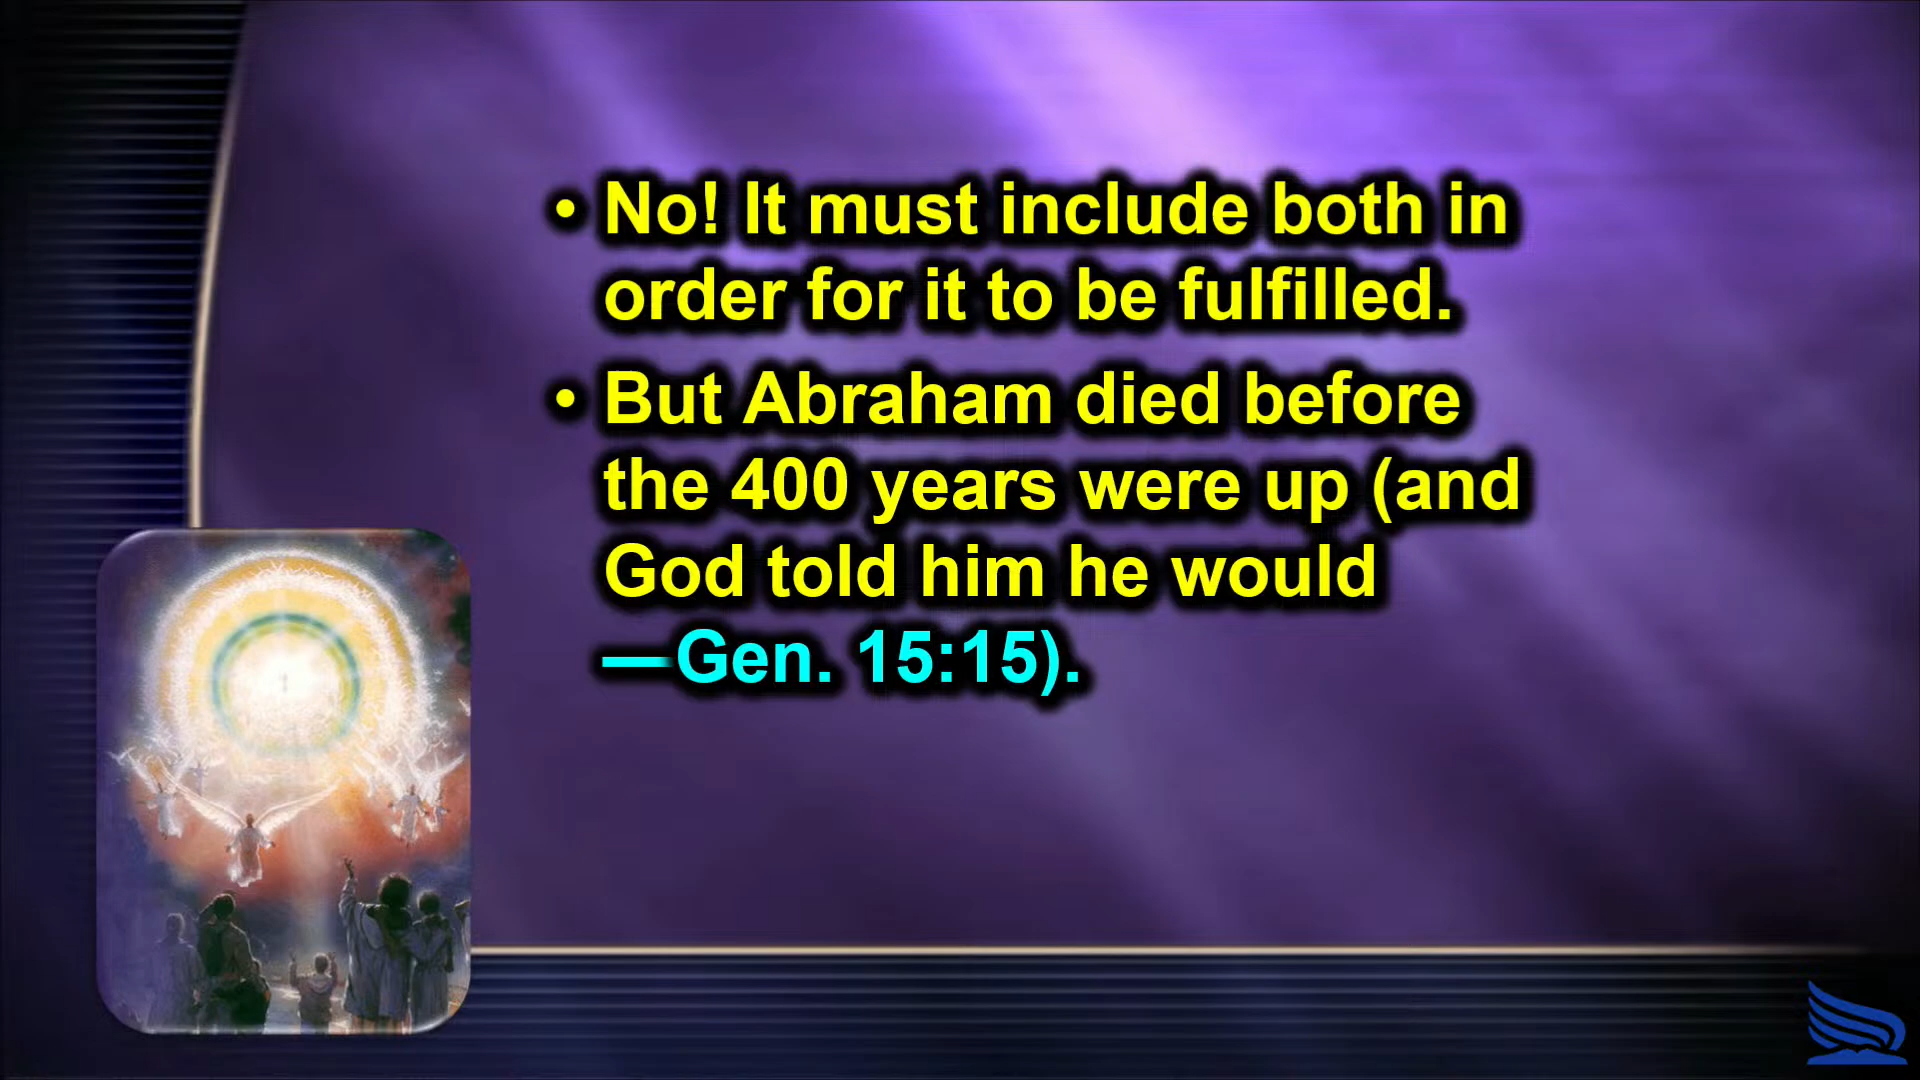 • No! It must include both in
order for it to be fulfilled.
• But Abraham died before
the 400 years were up (and
God told him he would
—Gen. 15:15).